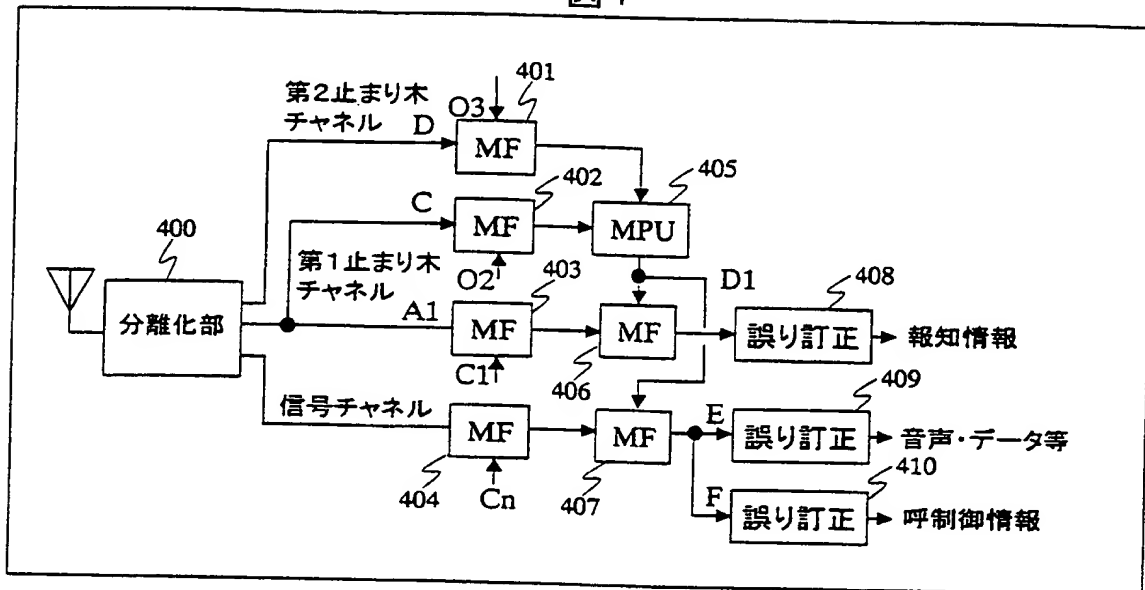 401
第2止まり木
チャネル
D
O3
MF
402
405
C
MF
MPU
400
第1止まり木
チャネル
O2
403
D1
408
分離化部
A1
MF
MF
誤り訂正
報知情報
C1
406
409
信号チャネル
MF
MF
E
誤り訂正
音声・データ等
404
Cn
407
410
F
誤り訂正
呼制御情報